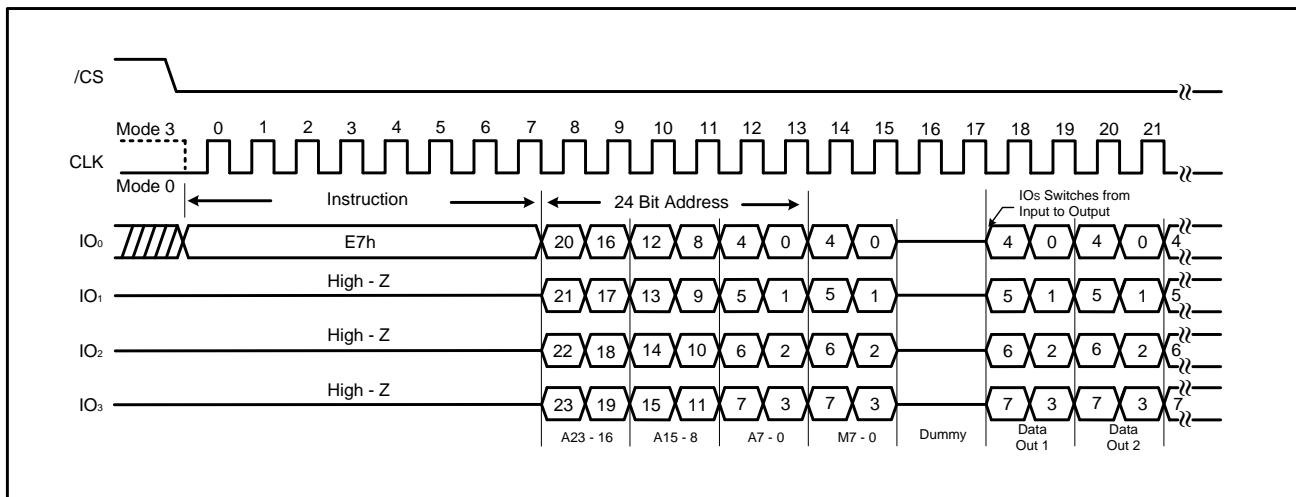 /CS
Mode 3 0 1 2 3 4 5 6 7 8 9 10 11 12 13 14 15 16 17 18 19 20 21
CLK
Mode 0
Instruction
24 Bit Address
IOs Switches from
Input to Output
IO₀ E7h 20 16 12 8 4 0 4 0 4 0 4 0 4
High - Z
IO₁ 21 17 13 9 5 1 5 1 5 1 5 1 5
High - Z
IO₂ 22 18 14 10 6 2 6 2 6 2 6 2 6
High - Z
IO₃ 23 19 15 11 7 3 7 3 7 3 7 3 7
A23 - 16 A15 - 8 A7 - 0 M7 - 0 Dummy
Data
Out 1
Data
Out 2